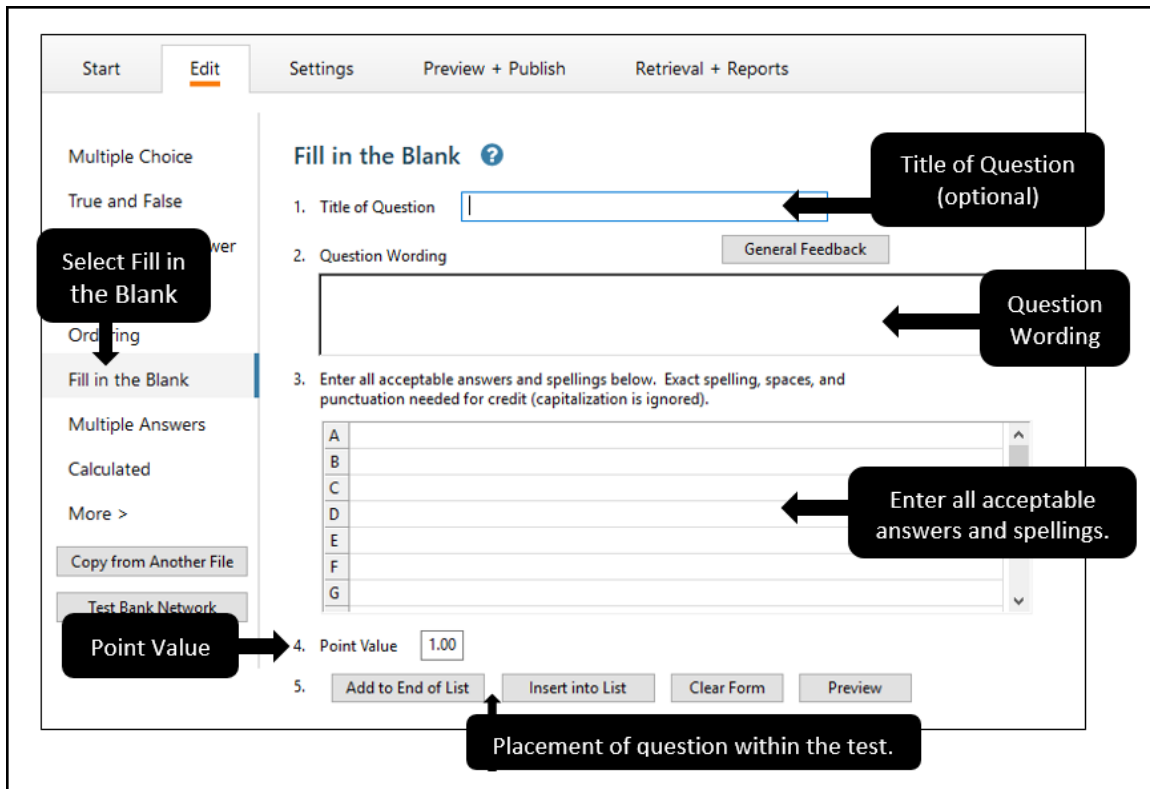 Start Edit Settings Preview + Publish Retrieval + Reports
Multiple Choice
True and False
wer
Select Fill in
the Blank
Ordering
Fill in the Blank
Multiple Answers
Calculated
More >
Copy from Another File
Test Bank Network
Fill in the Blank ?
1. Title of Question
Title of Question
(optional)
2. Question Wording
General Feedback
Question
Wording
3. Enter all acceptable answers and spellings below. Exact spelling, spaces, and
punctuation needed for credit (capitalization is ignored).
A
B
C
D
E
F
G
Enter all acceptable
answers and spellings.
Point Value
4. Point Value 1.00
5. Add to End of List Insert into List Clear Form Preview
Placement of question within the test.